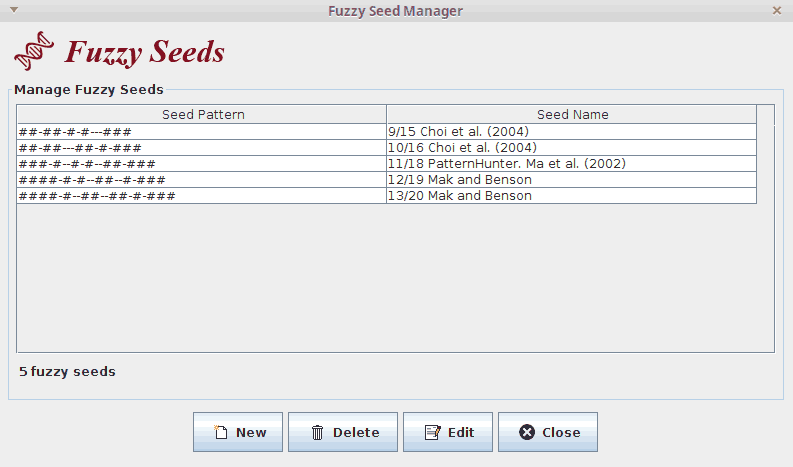 Fuzzy Seed Manager
Fuzzy Seeds
Manage Fuzzy Seeds
Seed Pattern Seed Name
##-##-#-#---### 9/15 Choi et al. (2004)
##-##---##-#-### 10/16 Choi et al. (2004)
###-#--#-#--##-### 11/18 PatternHunter. Ma et al. (2002)
####-#-#--##--#-### 12/19 Mak and Benson
####-#--##--##-#-### 13/20 Mak and Benson
5 fuzzy seeds
New Delete Edit Close